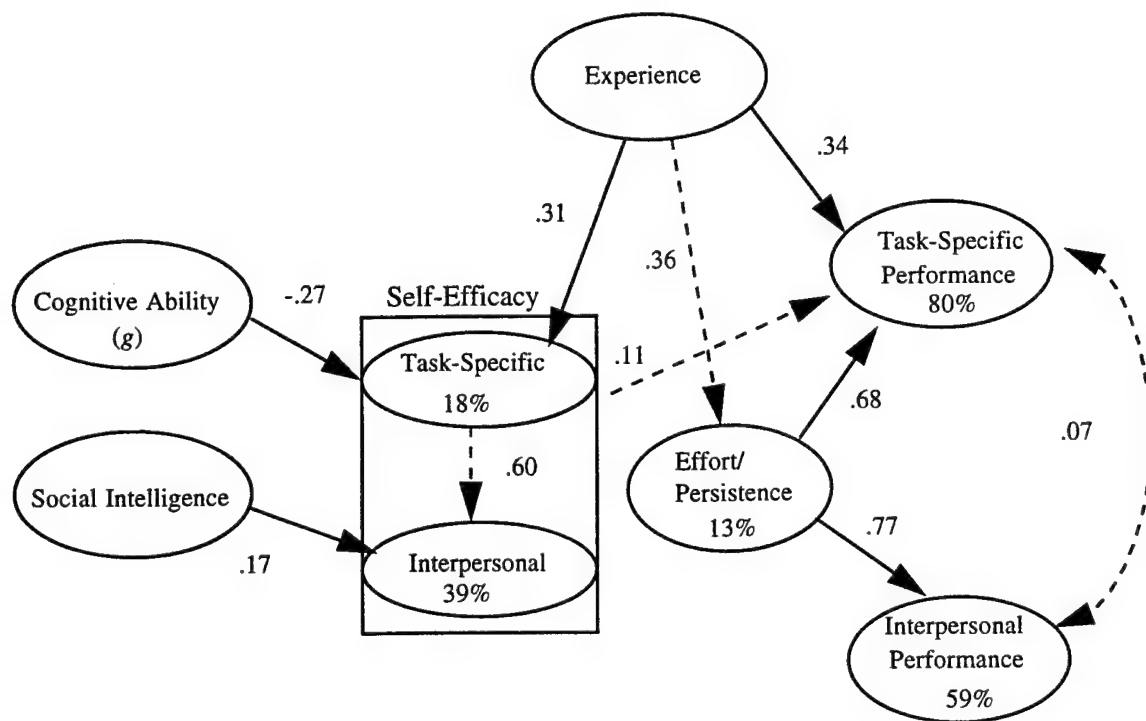 Experience
.34
.31
Task-Specific
Performance
80%
.36
-.27
Self-Efficacy
Cognitive Ability
(g)
Task-Specific
18%
.11
.68
.07
.60
Effort/
Persistence
13%
Social Intelligence
.77
.17
Interpersonal
39%
Interpersonal
Performance
59%